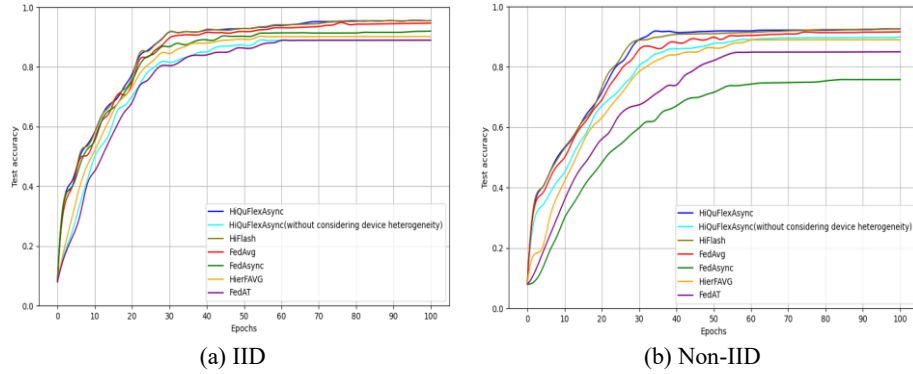 1.0
0.8
0.6
0.4
0.2
0.0
Test accuracy
0 10 20 30 40 50 60 70 80 90 100
Epochs
HiQuFlexAsync
HiQuFlexAsync(without considering device heterogeneity)
HiFlash
FedAvg
FedAsync
HierFAVG
FedAT
(a) IID
1.0
0.8
0.6
0.4
0.2
0.0
Test accuracy
0 10 20 30 40 50 60 70 80 90 100
Epochs
HiQuFlexAsync
HiQuFlexAsync(without considering device heterogeneity)
HiFlash
FedAvg
FedAsync
HierFAVG
FedAT
(b) Non-IID